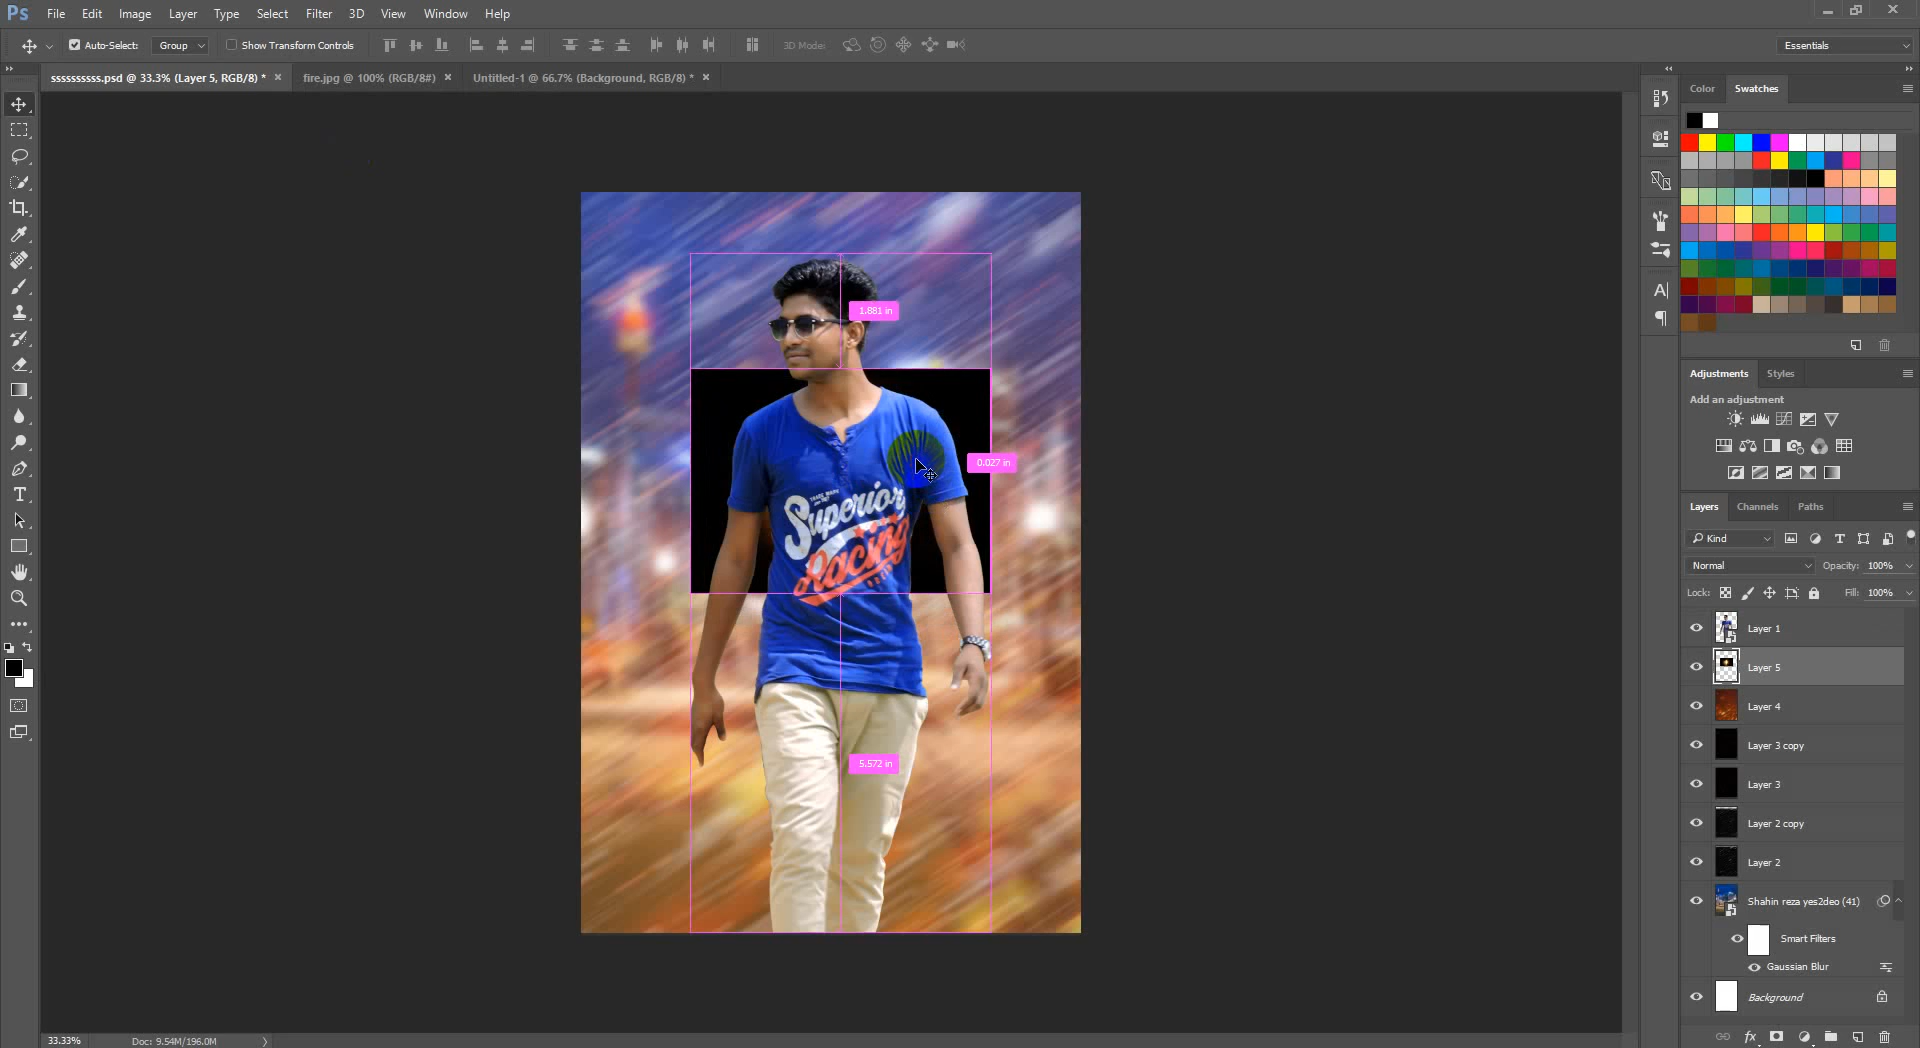 Ps File Edit Image Layer Type Select Filter 3D View Window Help
Auto-Select: Group Show Transform Controls 3D Mode: Essentials
ssssssssss.psd @ 33.3% (Layer 5, RGB/8) * × fire.jpg @ 100% (RGB/8#) × Untitled-1 @ 66.7% (Background, RGB/8) * ×
Color Swatches
1.881 in
Adjustments Styles
Add an adjustment
0.027 in
TRADE MARK
Superior
Racing
Layers Channels Paths
Kind
Normal Opacity: 100%
Lock: Fill: 100%
Layer 1
Layer 5
Layer 4
Layer 3 copy
5.572 in
Layer 3
Layer 2 copy
Layer 2
Shahin reza yes2deo (41)
Smart Filters
Gaussian Blur
Background
33.33% Doc: 9.54M/196.0M